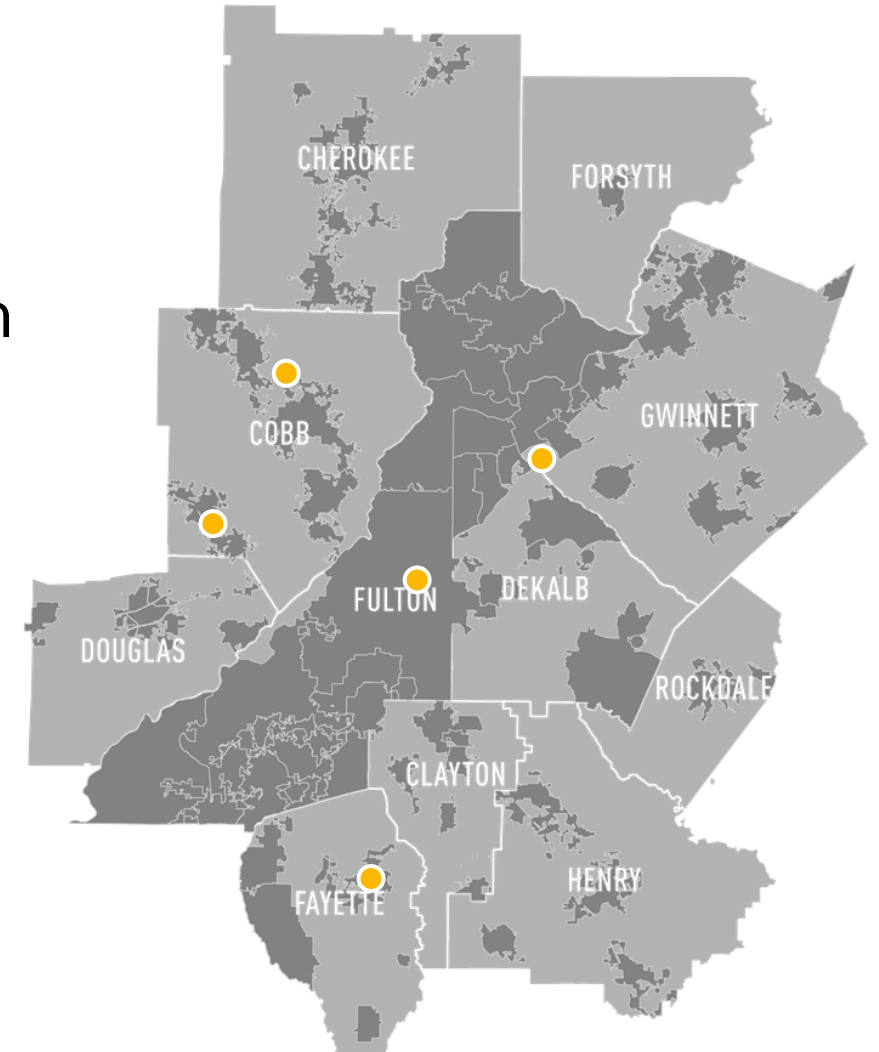 CHEROKEE
FORSYTH
n
GWINNETT
COBB
DEKALB
FULTON
DOUGLAS
ROCKDALE
CLAYTON
HENRY
FAYETTE